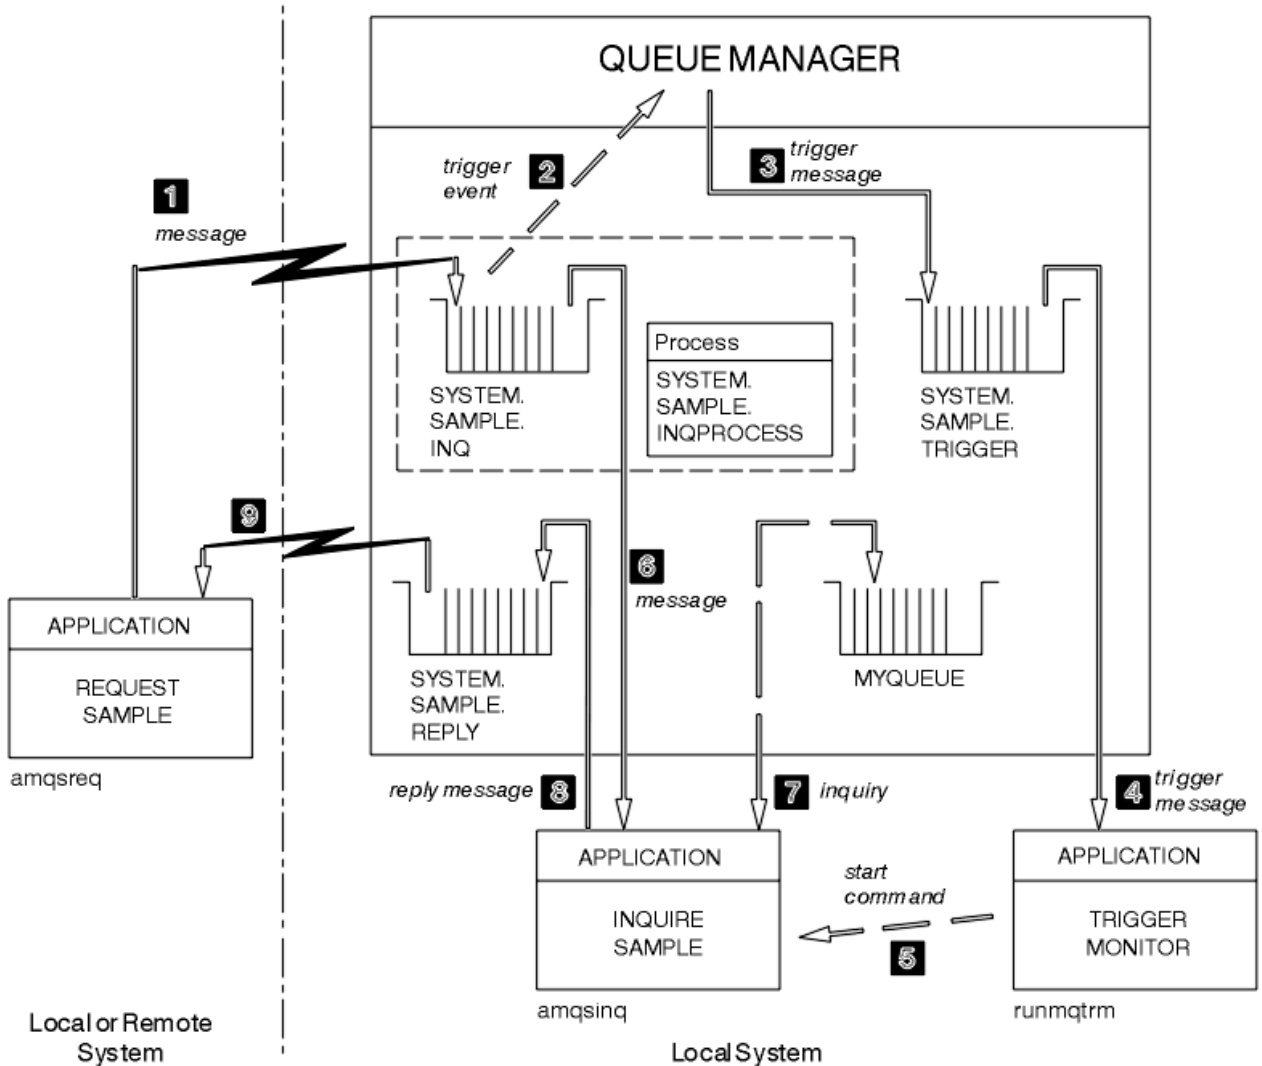 QUEUE MANAGER
trigger
event
2
3
trigger
message
1
message
SYSTEM.
SAMPLE.
INQ
Process
SYSTEM.
SAMPLE.
INQPROCESS
SYSTEM.
SAMPLE.
TRIGGER
9
6
message
APPLICATION
REQUEST
SAMPLE
amqsreq
SYSTEM.
SAMPLE.
REPLY
MYQUEUE
reply message
8
7
inquiry
4
trigger
message
APPLICATION
INQUIRE
SAMPLE
amqsinq
start
command
5
APPLICATION
TRIGGER
MONITOR
runmqtrm
Local or Remote
System
Local System